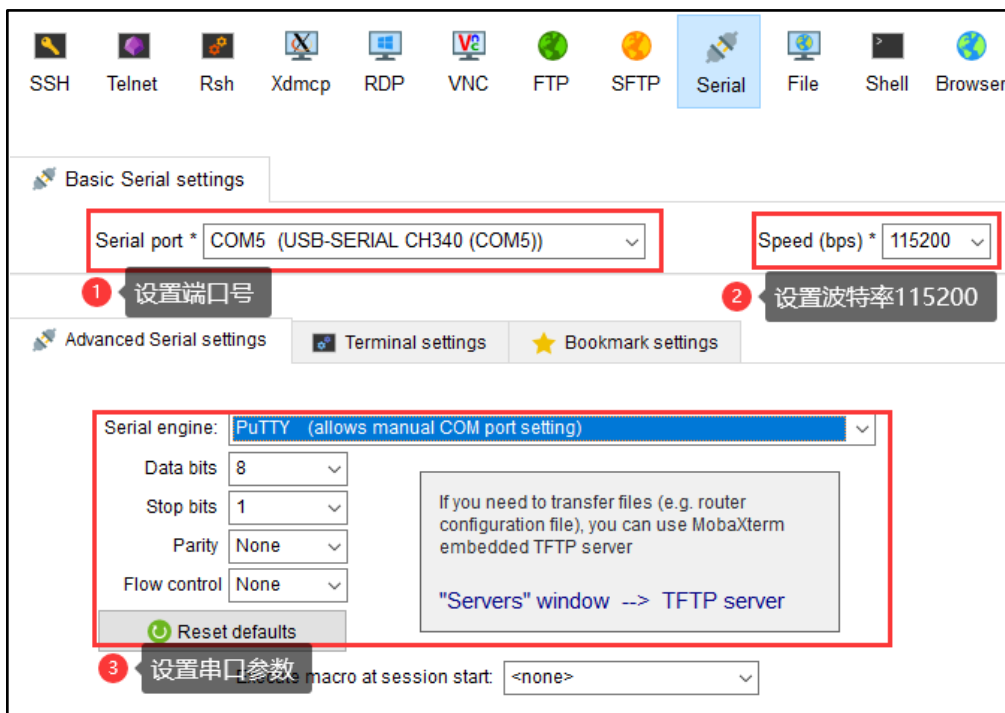 SSH Telnet Rsh Xdmcp RDP VNC FTP SFTP Serial File Shell Browser
Basic Serial settings
Serial port * COM5 (USB-SERIAL CH340 (COM5)) Speed (bps) * 115200
1 设置端口号 2 设置波特率115200
Advanced Serial settings Terminal settings Bookmark settings
Serial engine: PuTTY (allows manual COM port setting)
Data bits 8
Stop bits 1
Parity None
Flow control None
If you need to transfer files (e.g. router
configuration file), you can use MobaXterm
embedded TFTP server
"Servers" window --> TFTP server
Reset defaults
3 设置串口参数
macro at session start: <none>